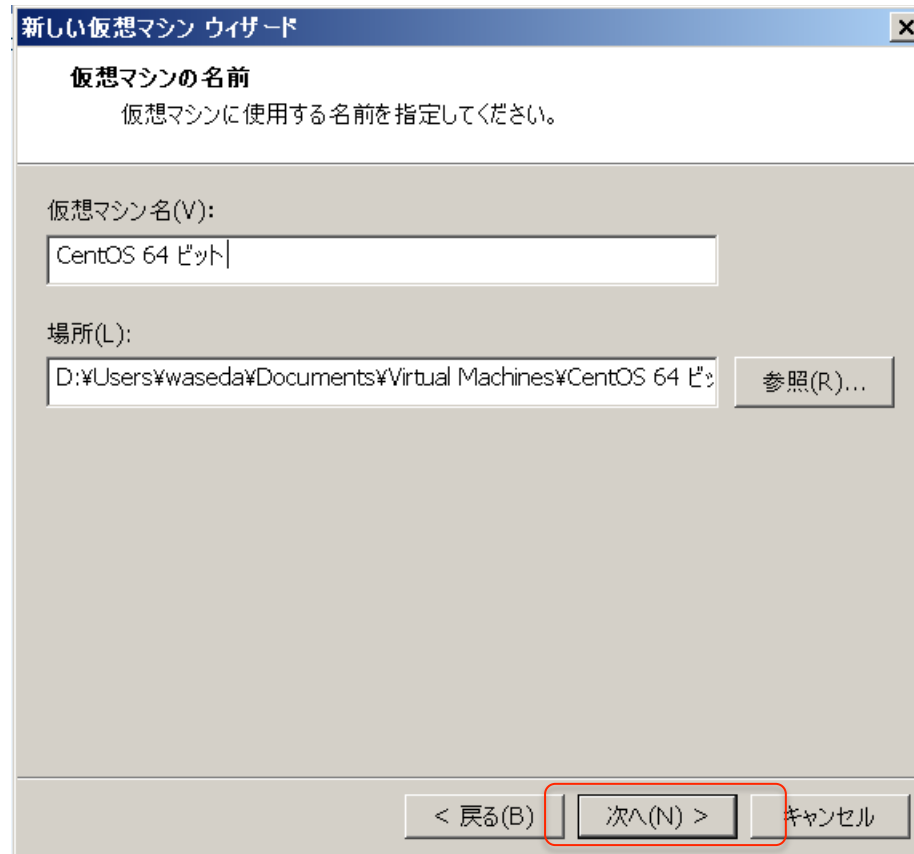 新しい仮想マシン ウィザード
仮想マシンの名前
仮想マシンに使用する名前を指定してください。
仮想マシン名(V):
CentOS 64 ビット
場所(L):
D:¥Users¥waseda¥Documents¥Virtual Machines¥CentOS 64 ビッ
参照(R)...
< 戻る(B)
次へ(N) >
キャンセル